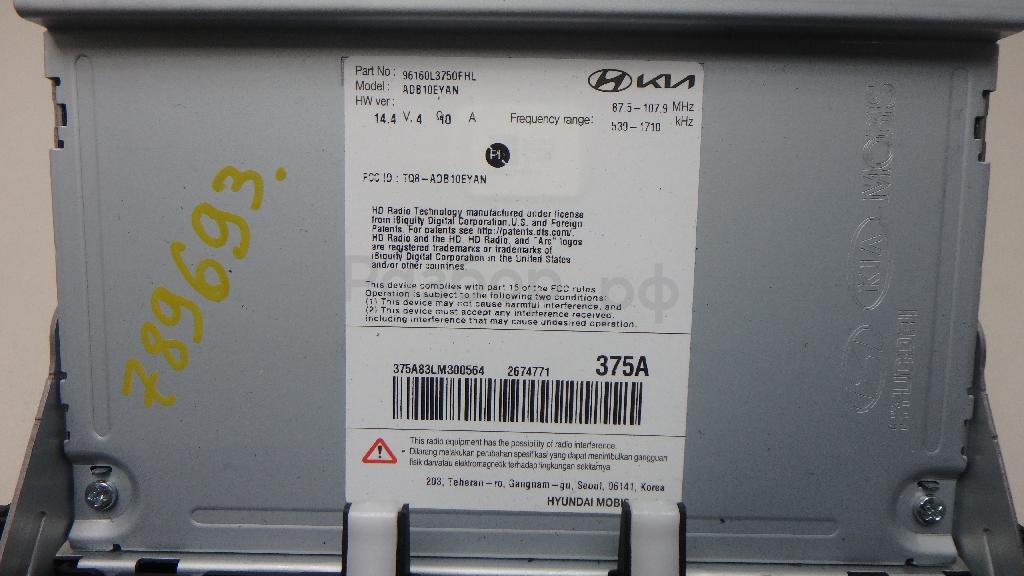 Part No : 96160L3750FHL
Model : ADB10EYAN
HW ver :
14.4 V. 4 Ω 10 A
KIA
Frequency range: 87.5-107.9 MHz
530-1710 kHz
FCC ID : TQ8-ADB10EYAN
HD Radio Technology manufactured under license
from iBiquity Digital Corporation, U.S. and Foreign
Patents. For patents see http://patents.dts.com/.
HD Radio and the HD, HD Radio, and "Arc" logos
are registered trademarks or trademarks of
iBiquity Digital Corporation in the United States
and/or other countries.
This device complies with part 15 of the FCC rules
Operation is subject to the following two conditions:
(1) This device may not cause harmful interference, and
(2) This device must accept any interference received,
including interference that may cause undesired operation.
375A83LM300564 2674771 375A
This radio equipment has the possibility of radio interference.
- Dilarang melakukan perubahan spesifikasi yang dapat menimbulkan gangguan
fisik dan/atau elektromagnetik terhadap lingkungan sekitarnya
203, Teheran-ro, Gangnam-gu, Seoul, 06141, Korea
HYUNDAI MOBIS
789693.
HYUNDAI KIA MOBIS
.рф